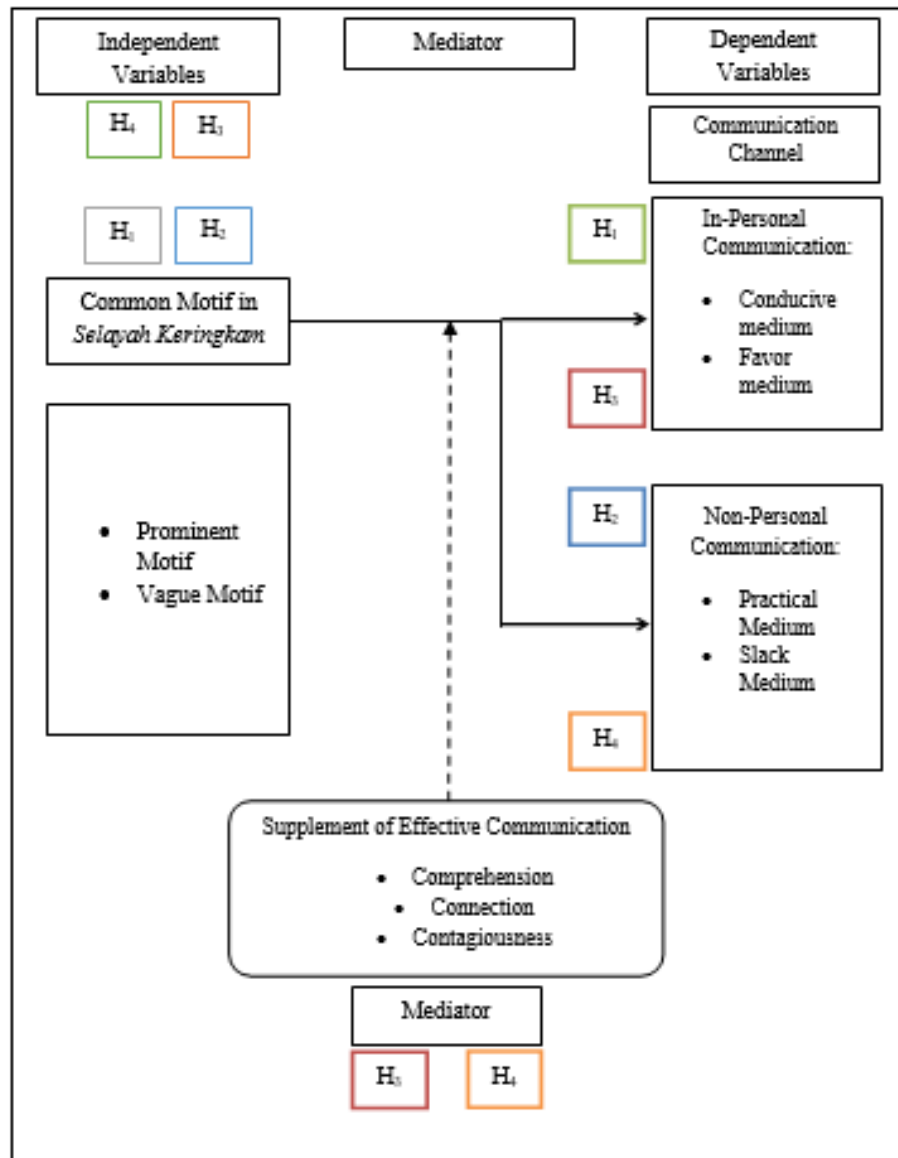 Independent
Variables
Mediator
Dependent
Variables
H₄
H₃
Communication
Channel
H₁
H₂
Common Motif in
Selayah Keringkam
H₁
In-Personal
Communication:
• Conducive
medium
• Favor
medium
H₃
• Prominent
Motif
• Vague Motif
H₂
Non-Personal
Communication:
• Practical
Medium
• Slack
Medium
H₄
Supplement of Effective Communication
• Comprehension
• Connection
• Contagiousness
Mediator
H₃
H₄